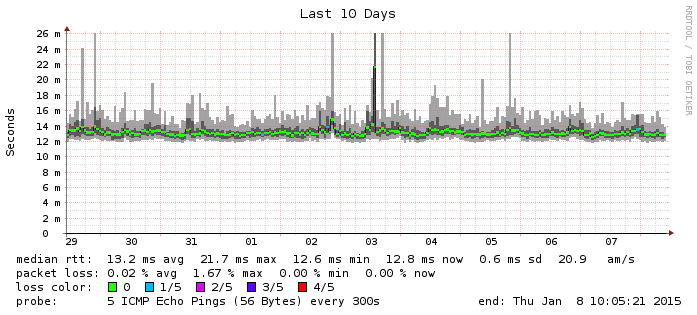 Last 10 Days
RRDTOOL / TOBI OETIKER
Seconds
26 m
24 m
22 m
20 m
18 m
16 m
14 m
12 m
10 m
8 m
6 m
4 m
2 m
0
29 30 31 01 02 03 04 05 06 07
median rtt: 13.2 ms avg 21.7 ms max 12.6 ms min 12.8 ms now 0.6 ms sd 20.9 am/s
packet loss: 0.02 % avg 1.67 % max 0.00 % min 0.00 % now
loss color: 0 1/5 2/5 3/5 4/5
probe: 5 ICMP Echo Pings (56 Bytes) every 300s end: Thu Jan 8 10:05:21 2015